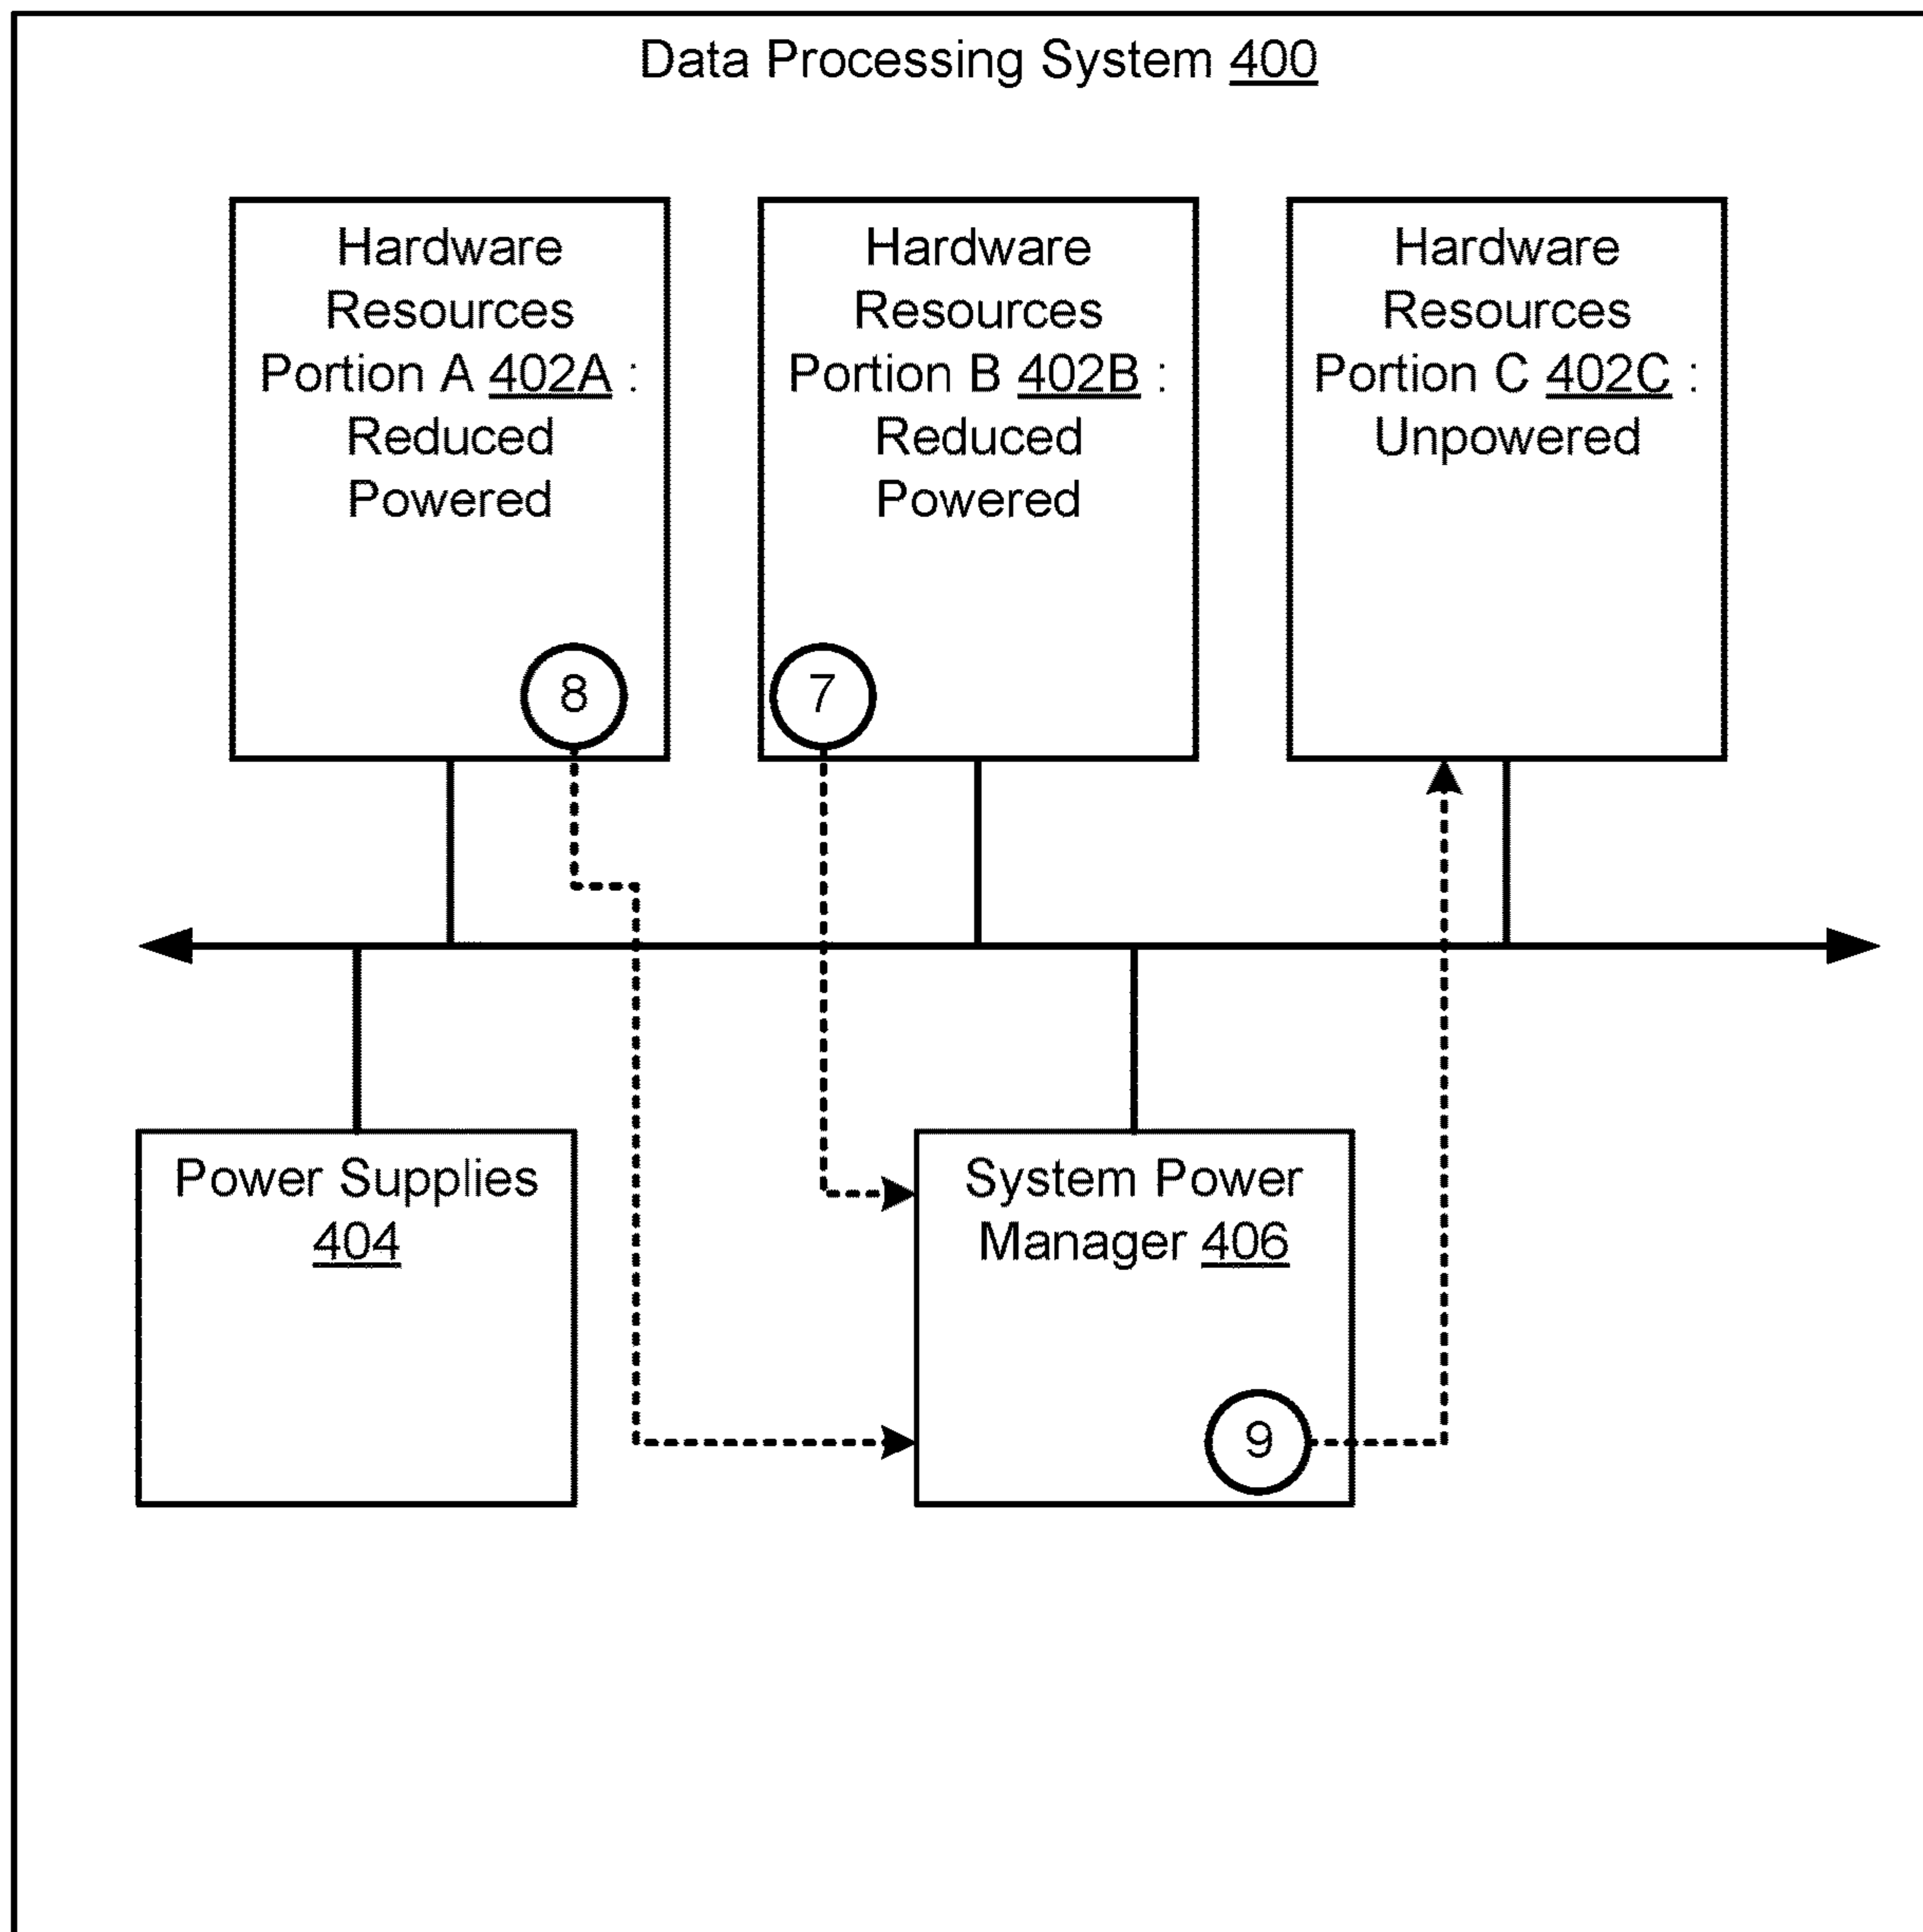 Data Processing System 400
Hardware
Resources
Portion A 402A :
Reduced
Powered
8
Hardware
Resources
Portion B 402B :
Reduced
Powered
7
Hardware
Resources
Portion C 402C :
Unpowered
Power Supplies
404
System Power
Manager 406
9